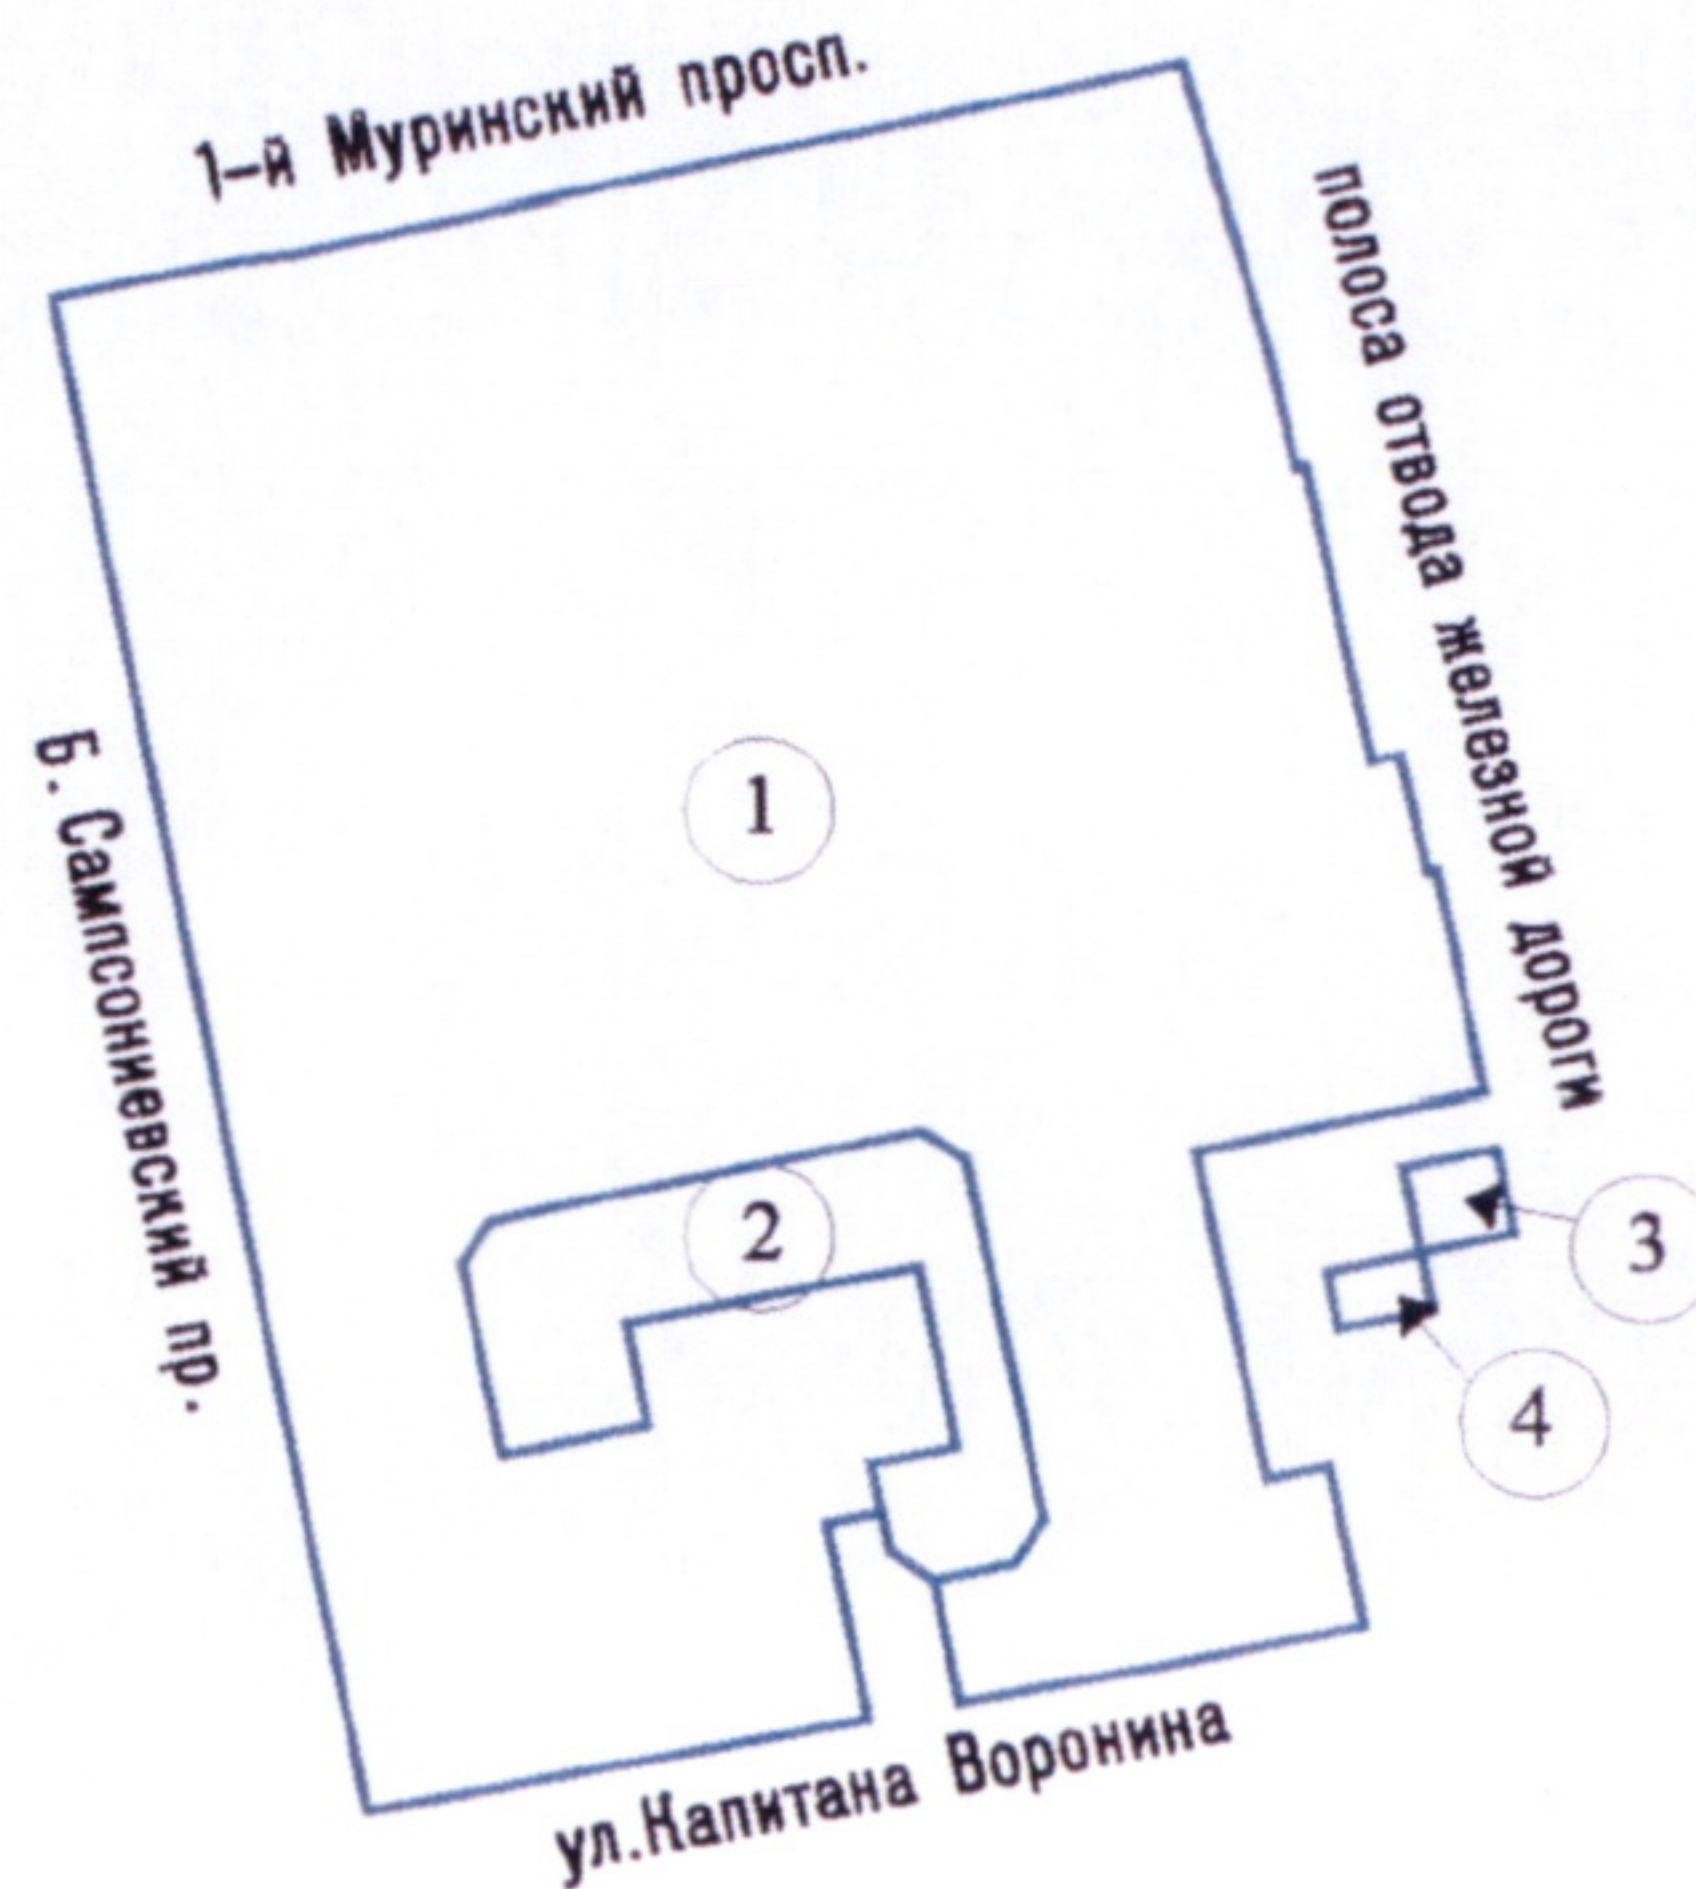 1-й Муринский просп.
полоса отвода железной дороги
Б. Сампсониевский пр.
1
2
3
4
ул.Капитана Воронина